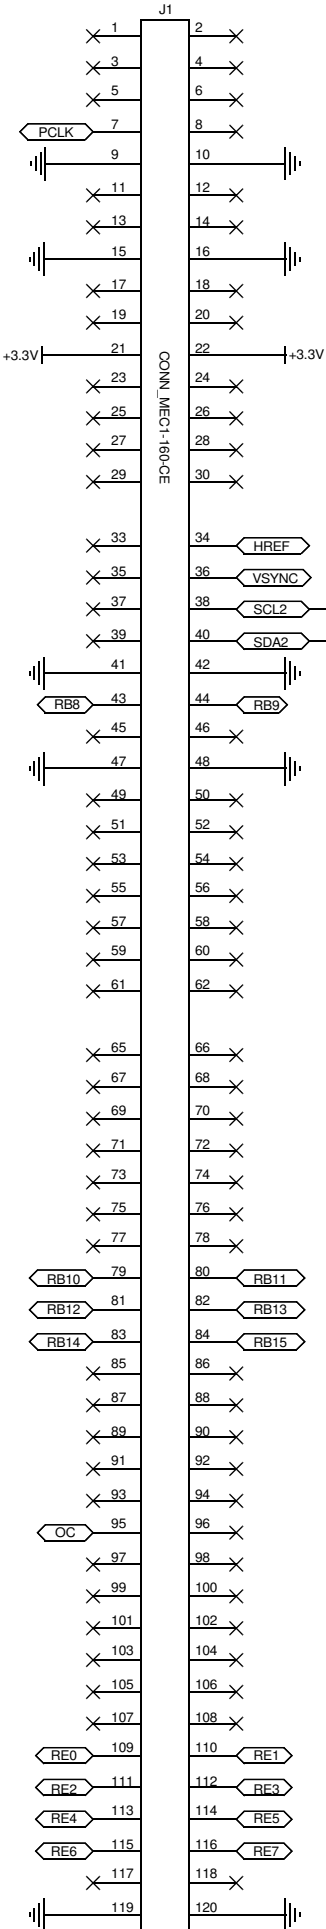 J1
1 2
3 4
5 6
PCLK 7 8
9 10
11 12
13 14
15 16
17 18
19 20
+3.3V 21 22 +3.3V
23 24
25 26
27 28
29 30
CONN_MEC1-160-CE
33 34 HREF
35 36 VSYNC
37 38 SCL2
39 40 SDA2
41 42
RB8 43 44 RB9
45 46
47 48
49 50
51 52
53 54
55 56
57 58
59 60
61 62
65 66
67 68
69 70
71 72
73 74
75 76
77 78
RB10 79 80 RB11
RB12 81 82 RB13
RB14 83 84 RB15
85 86
87 88
89 90
91 92
93 94
OC 95 96
97 98
99 100
101 102
103 104
105 106
107 108
RE0 109 110 RE1
RE2 111 112 RE3
RE4 113 114 RE5
RE6 115 116 RE7
117 118
119 120